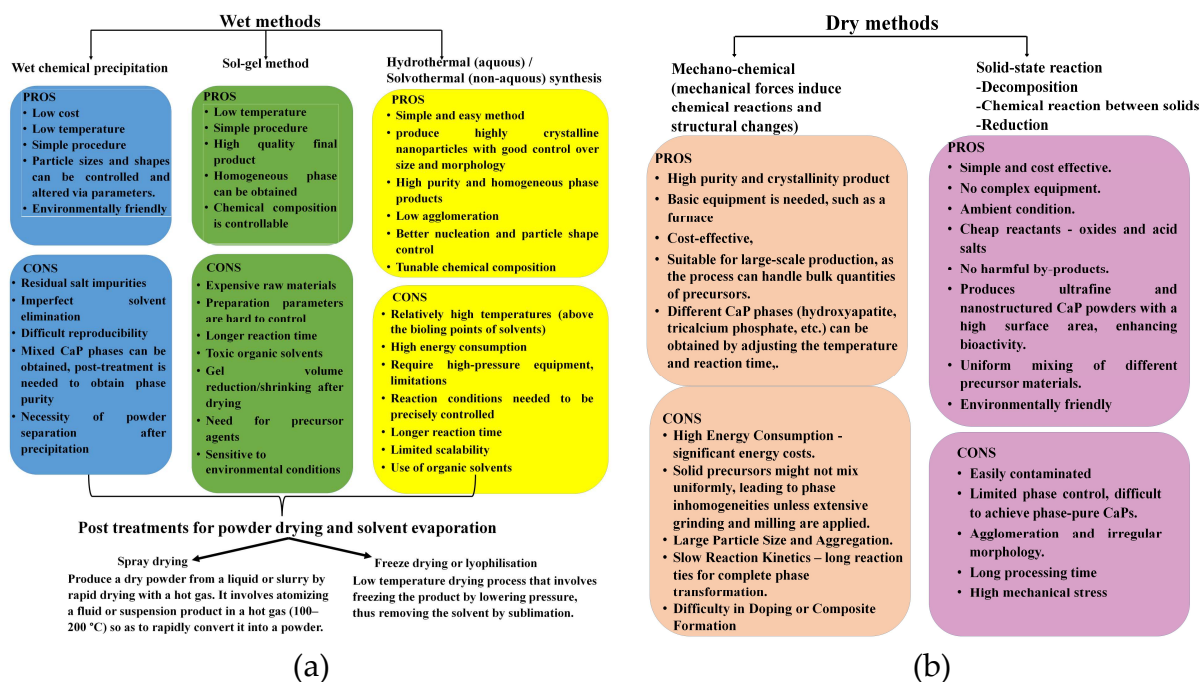 Wet methods
Wet chemical precipitation
PROS
• Low cost
• Low temperature
• Simple procedure
• Particle sizes and shapes
can be controlled and
altered via parameters.
• Environmentally friendly
CONS
• Residual salt impurities
• Imperfect solvent
elimination
• Difficult reproducibility
• Mixed CaP phases can be
obtained, post-treatment is
needed to obtain phase
purity
• Necessity of powder
separation after
precipitation
Sol-gel method
PROS
• Low temperature
• Simple procedure
• High quality final
product
• Homogeneous phase
can be obtained
• Chemical composition
is controllable
CONS
• Expensive raw materials
• Preparation parameters
are hard to control
• Longer reaction time
• Toxic organic solvents
• Gel volume
reduction/shrinking after
drying
• Need for precursor
agents
• Sensitive to
environmental conditions
Hydrothermal (aquous) /
Solvothermal (non-aquous) synthesis
PROS
• Simple and easy method
• produce highly crystalline
nanoparticles with good control over
size and morphology
• High purity and homogeneous phase
products
• Low agglomeration
• Better nucleation and particle shape
control
• Tunable chemical composition
CONS
• Relatively high temperatures (above
the bioling points of solvents)
• High energy consumption
• Require high-pressure equipment,
limitations
• Reaction conditions needed to be
precisely controlled
• Longer reaction time
• Limited scalability
• Use of organic solvents
Post treatments for powder drying and solvent evaporation
Spray drying
Produce a dry powder from a liquid or slurry by
rapid drying with a hot gas. It involves atomizing
a fluid or suspension product in a hot gas (100–
200 °C) so as to rapidly convert it into a powder.
Freeze drying or lyophilisation
Low temperature drying process that involves
freezing the product by lowering pressure,
thus removing the solvent by sublimation.
(a)
Dry methods
Mechano-chemical
(mechanical forces induce
chemical reactions and
structural changes)
PROS
• High purity and crystallinity product
• Basic equipment is needed, such as a
furnace
• Cost-effective,
• Suitable for large-scale production, as
the process can handle bulk quantities
of precursors.
• Different CaP phases (hydroxyapatite,
tricalcium phosphate, etc.) can be
obtained by adjusting the temperature
and reaction time,.
CONS
• High Energy Consumption -
significant energy costs.
• Solid precursors might not mix
uniformly, leading to phase
inhomogeneities unless extensive
grinding and milling are applied.
• Large Particle Size and Aggregation.
• Slow Reaction Kinetics – long reaction
ties for complete phase
transformation.
• Difficulty in Doping or Composite
Formation
Solid-state reaction
-Decomposition
-Chemical reaction between solids
-Reduction
PROS
• Simple and cost effective.
• No complex equipment.
• Ambient condition.
• Cheap reactants - oxides and acid
salts
• No harmful by-products.
• Produces ultrafine and
nanostructured CaP powders with a
high surface area, enhancing
bioactivity.
• Uniform mixing of different
precursor materials.
• Environmentally friendly
CONS
• Easily contaminated
• Limited phase control, difficult
to achieve phase-pure CaPs.
• Agglomeration and irregular
morphology.
• Long processing time
• High mechanical stress
(b)